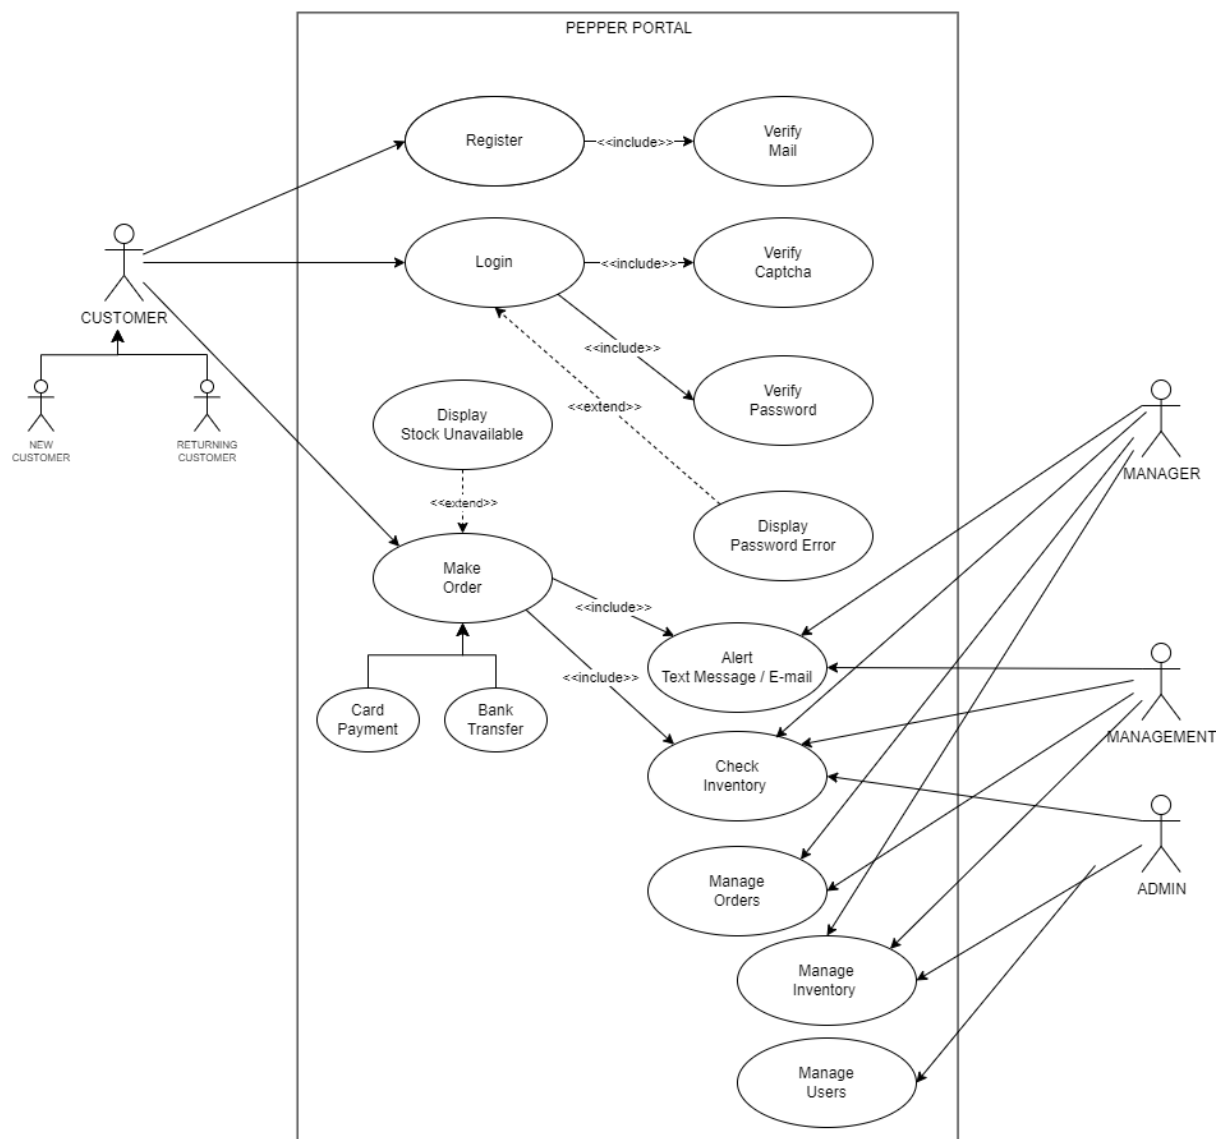 PEPPER PORTAL
Register
<<include>>
Verify
Mail
Login
<<include>>
Verify
Captcha
CUSTOMER
<<include>>
NEW
CUSTOMER
RETURNING
CUSTOMER
Display
Stock Unavailable
<<extend>>
Verify
Password
MANAGER
<<extend>>
Display
Password Error
Make
Order
<<include>>
<<include>>
Alert
Text Message / E-mail
Card
Payment
Bank
Transfer
MANAGEMENT
Check
Inventory
Manage
Orders
ADMIN
Manage
Inventory
Manage
Users